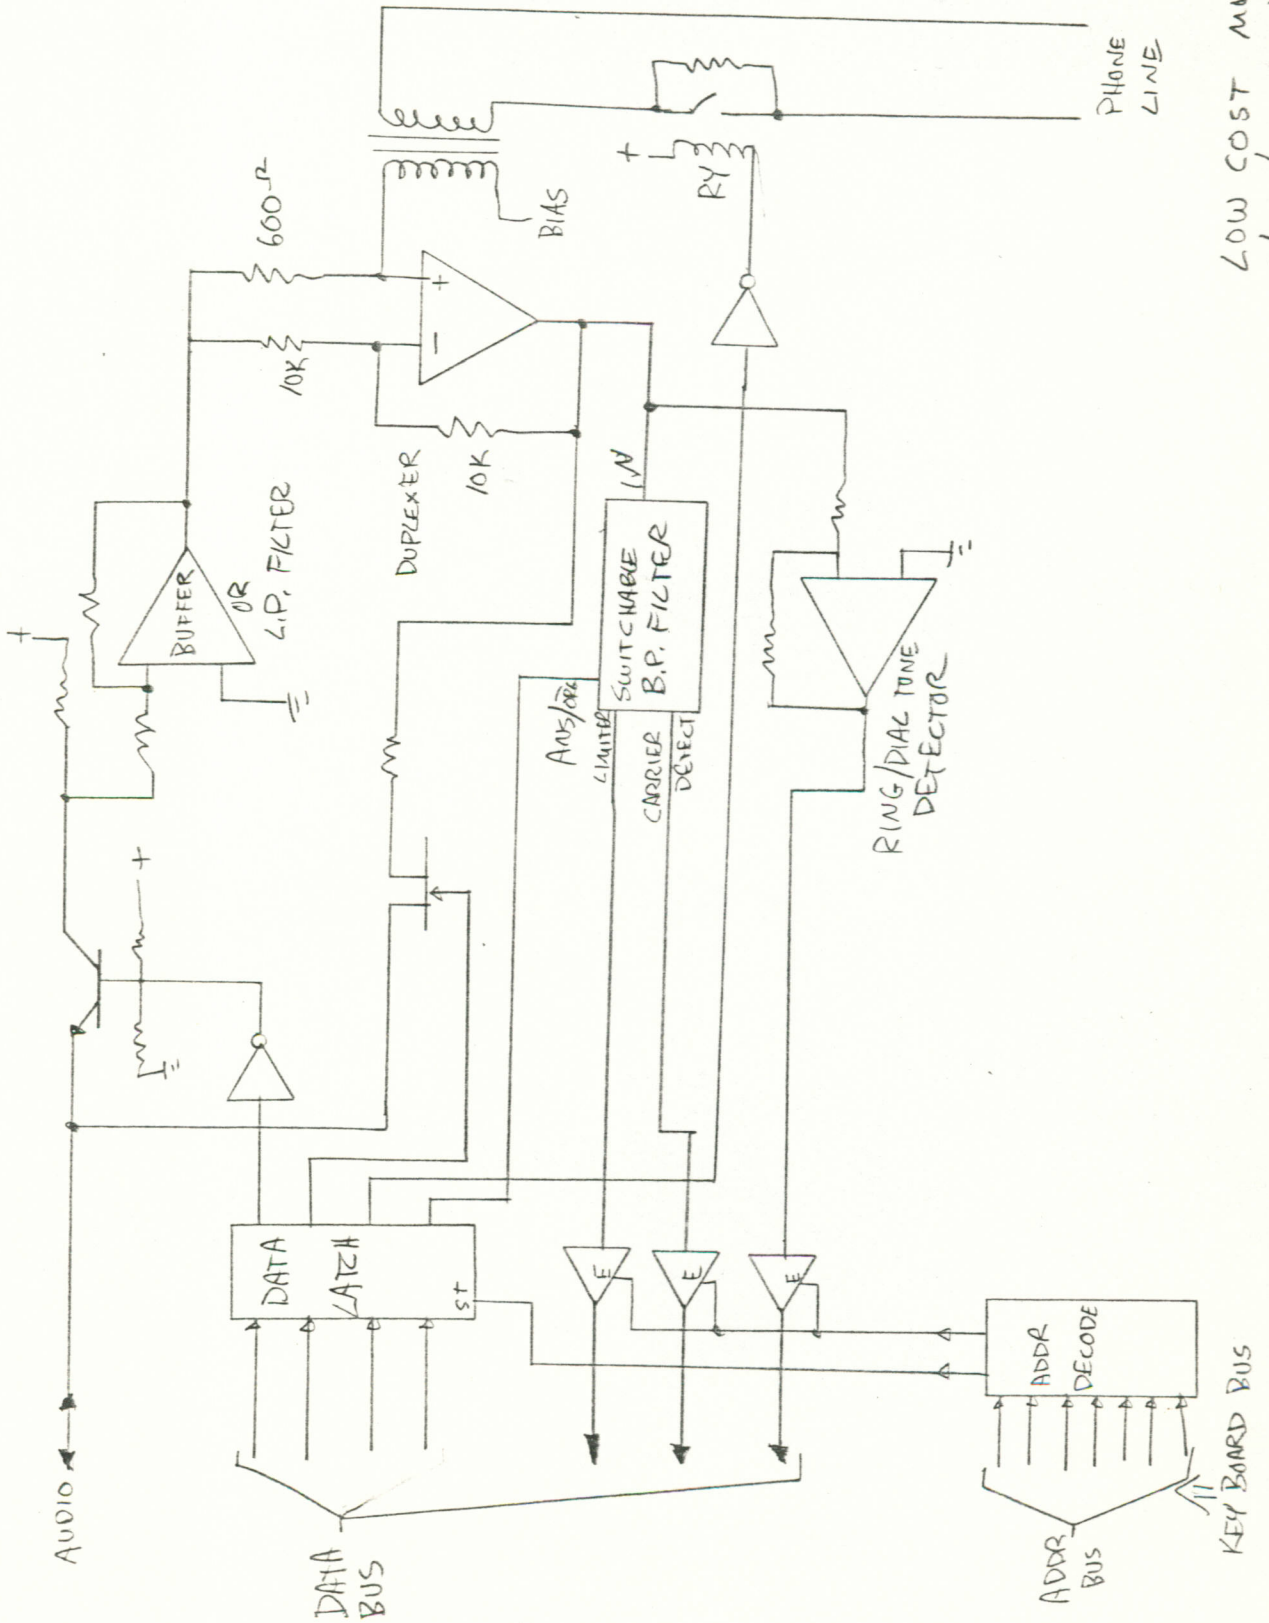 AUDIO
DATA
BUS
DATA
LATCH
st
+
+
BUFFER
OR
L.P. FILTER
10K
600Ω
+
−
DUPLEXER
10K
BIAS
+
RY
PHONE
LINE
ANS/ORG
LIMITER
CARRIER
DETECT
SWITCHABLE
B.P. FILTER
IN
RING/DIAL TONE
DETECTOR
E
E
E
ADDR
DECODE
ADDR
BUS
KEY BOARD BUS
LOW COST